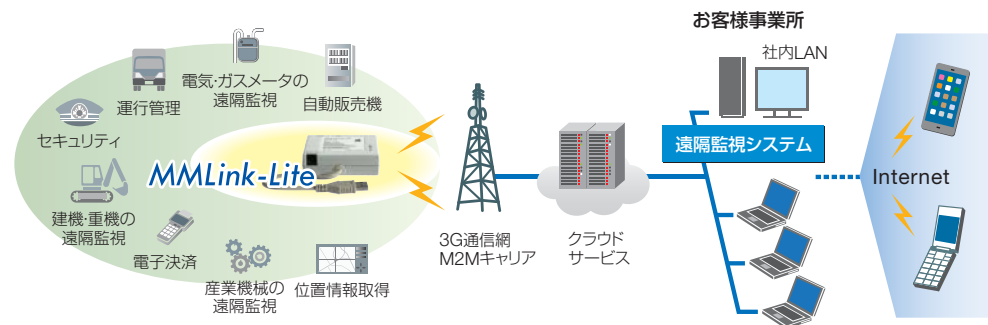 お客様事業所
社内LAN
電気・ガスメータの
遠隔監視
運行管理
自動販売機
セキュリティ
遠隔監視システム
MMLink-Lite
Internet
建機・重機の
遠隔監視
電子決済
産業機械の
遠隔監視
位置情報取得
3G通信網
M2Mキャリア
クラウド
サービス